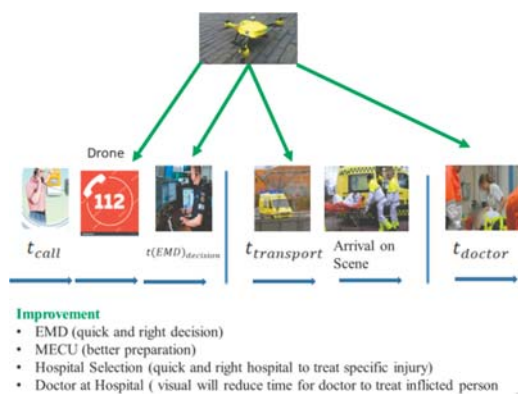 Drone
112
t_call
t(EMD)_decision
t_transport
Arrival on
Scene
t_doctor
Improvement
• EMD (quick and right decision)
• MECU (better preparation)
• Hospital Selection (quick and right hospital to treat specific injury)
• Doctor at Hospital ( visual will reduce time for doctor to treat inflicted person